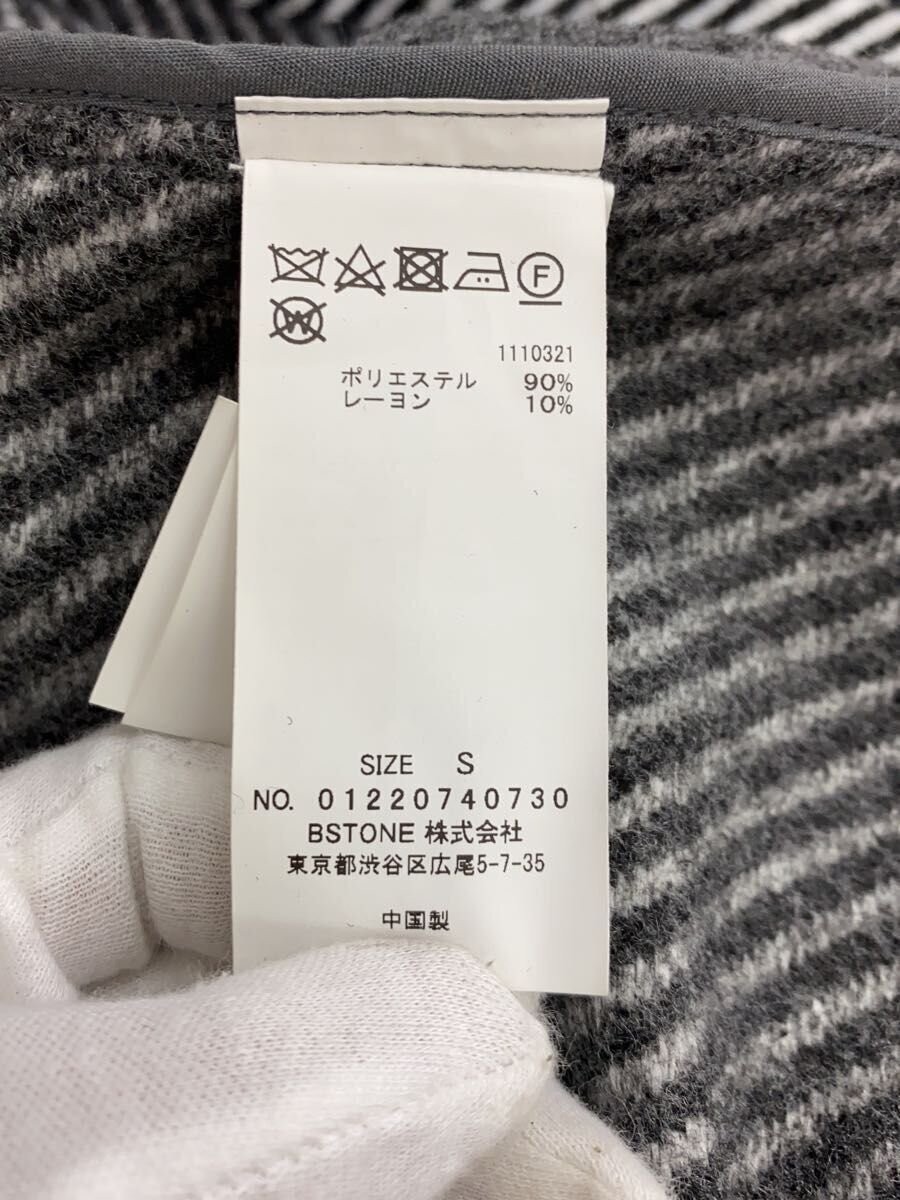 F
W
1110321
ポリエステル 90%
レーヨン 10%
SIZE S
NO. 01220740730
BSTONE 株式会社
東京都渋谷区広尾5-7-35
中国製